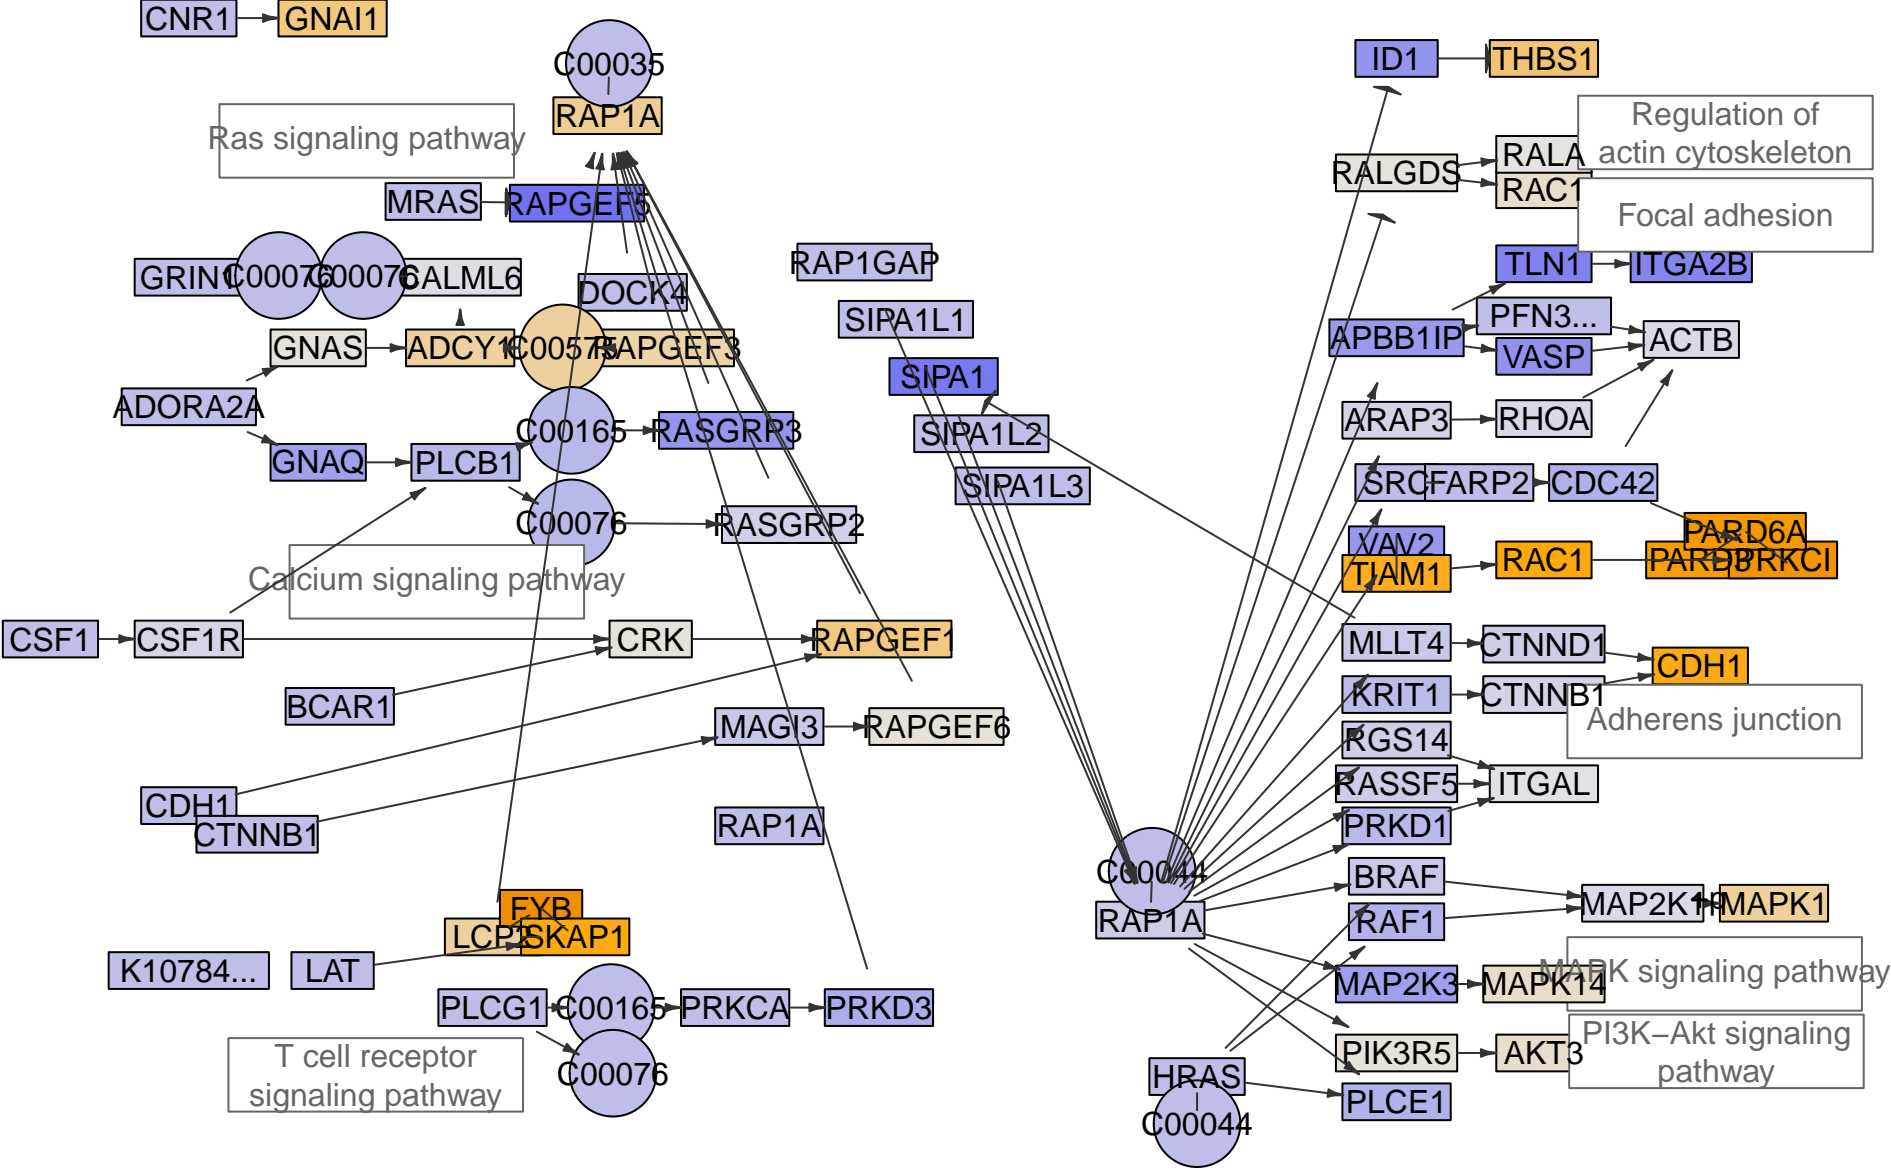 CNR1
GNAI1
C00035
RAP1A
Ras signaling pathway
MRAS
RAPGEF5
GRIN1
C00076
C00076
CALML6
DOCK4
GNAS
ADCY1
C00575
RAPGEF3
ADORA2A
GNAQ
PLCB1
C00165
RASGRP3
C00076
RASGRP2
Calcium signaling pathway
CSF1
CSF1R
CRK
RAPGEF1
BCAR1
MAGI3
RAPGEF6
CDH1
CTNNB1
RAP1A
FYB
LCP2
SKAP1
K10784...
LAT
PLCG1
C00165
PRKCA
PRKD3
C00076
T cell receptor
signaling pathway
RAP1GAP
SIPA1L1
SIPA1
SIPA1L2
SIPA1L3
C00044
RAP1A
HRAS
C00044
ID1
THBS1
Regulation of
actin cytoskeleton
RALGDS
RALA
RAC1
Focal adhesion
TLN1
ITGA2B
APBB1IP
PFN3...
VASP
ACTB
ARAP3
RHOA
SRC
FARP2
CDC42
VAV2
TIAM1
RAC1
PARD6A
PARD3
PRKCI
MLLT4
CTNND1
CDH1
KRIT1
CTNNB1
Adherens junction
RGS14
RASSF5
ITGAL
PRKD1
BRAF
MAP2K1
+p
MAPK1
RAF1
MAP2K3
MAPK14
MAPK signaling pathway
PIK3R5
AKT3
PI3K−Akt signaling
pathway
PLCE1